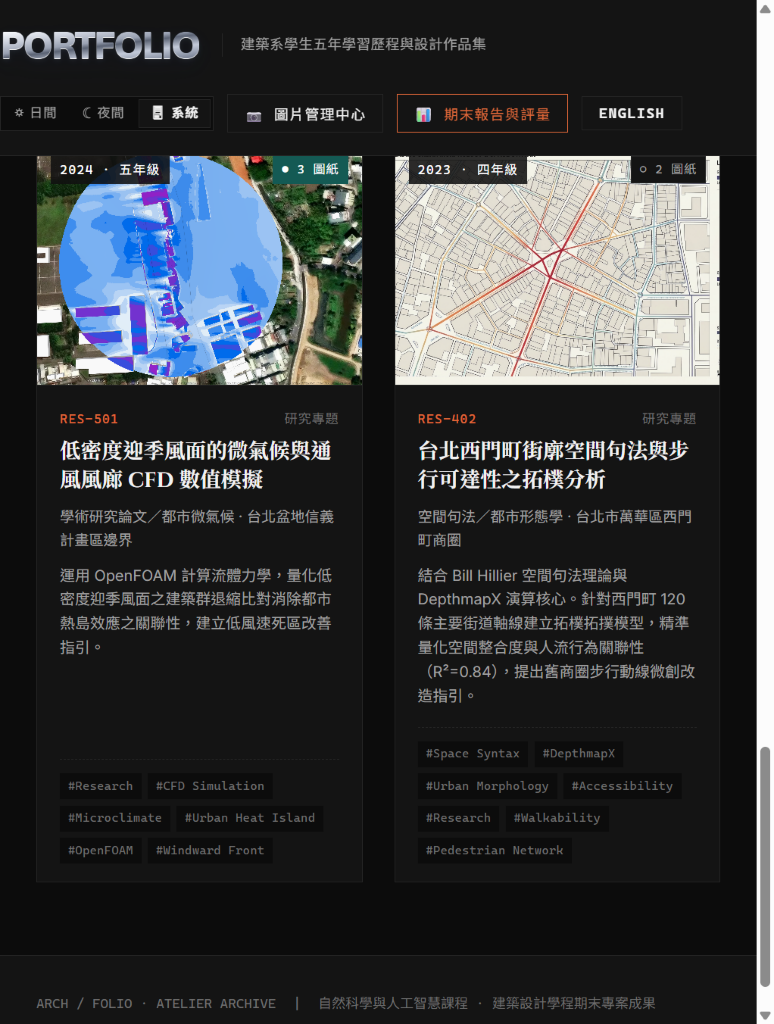 PORTFOLIO
建築系學生五年學習歷程與設計作品集
日間
夜間
系統
圖片管理中心
期末報告與評量
ENGLISH
2024 · 五年級
3 圖紙
RES-501
研究專題
低密度迎季風面的微氣候與通
風風廊 CFD 數值模擬
學術研究論文／都市微氣候 · 台北盆地信義
計畫區邊界
運用 OpenFOAM 計算流體力學，量化低
密度迎季風面之建築群退縮比對消除都市
熱島效應之關聯性，建立低風速死區改善
指引。
#Research
#CFD Simulation
#Microclimate
#Urban Heat Island
#OpenFOAM
#Windward Front
2023 · 四年級
2 圖紙
RES-402
研究專題
台北西門町街廓空間句法與步
行可達性之拓樸分析
空間句法／都市形態學 · 台北市萬華區西門
町商圈
結合 Bill Hillier 空間句法理論與
DepthmapX 演算核心。針對西門町 120
條主要街道軸線建立拓樸拓撲模型，精準
量化空間整合度與人流行為關聯性
（R²=0.84），提出舊商圈步行動線微創改
造指引。
#Space Syntax
#DepthmapX
#Urban Morphology
#Accessibility
#Research
#Walkability
#Pedestrian Network
ARCH / FOLIO · ATELIER ARCHIVE | 自然科學與人工智慧課程 · 建築設計學程期末專案成果